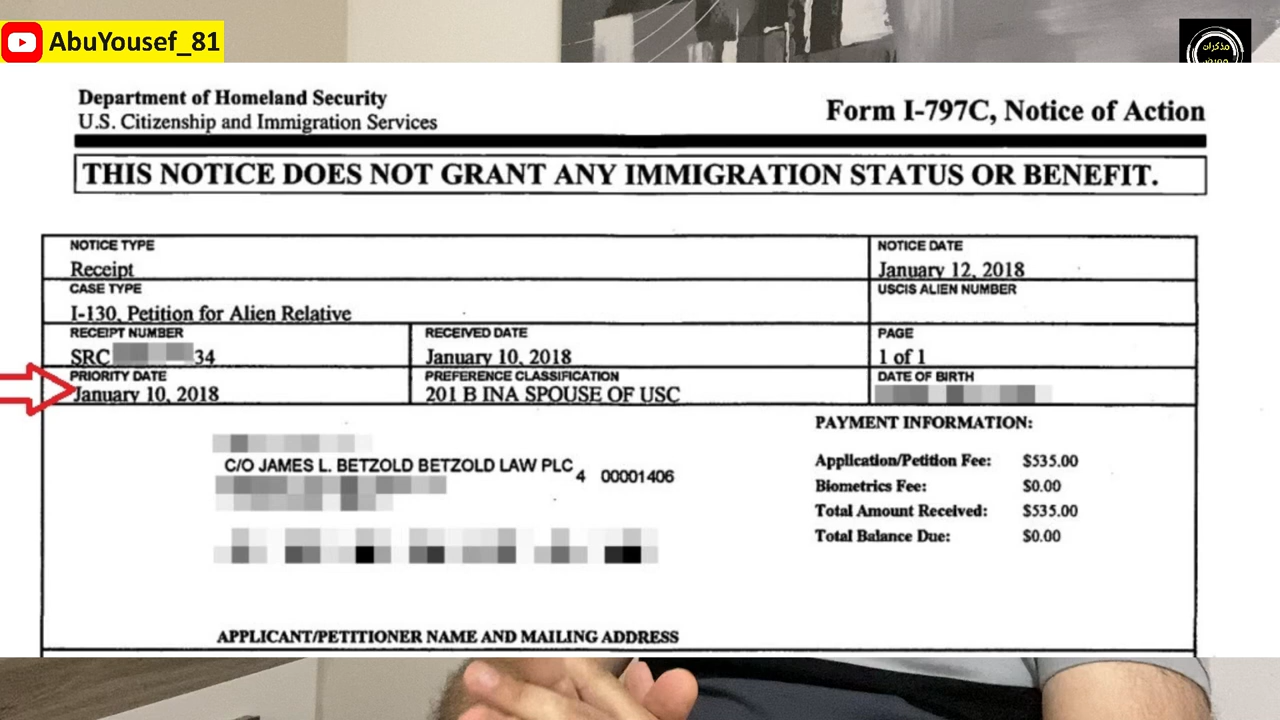 AbuYousef_81
مذكرات
Department of Homeland Security
U.S. Citizenship and Immigration Services
Form I-797C, Notice of Action
THIS NOTICE DOES NOT GRANT ANY IMMIGRATION STATUS OR BENEFIT.
NOTICE TYPE
Receipt
NOTICE DATE
January 12, 2018
CASE TYPE
I-130, Petition for Alien Relative
USCIS ALIEN NUMBER
RECEIPT NUMBER
SRC 34
RECEIVED DATE
January 10, 2018
PAGE
1 of 1
PRIORITY DATE
January 10, 2018
PREFERENCE CLASSIFICATION
201 B INA SPOUSE OF USC
DATE OF BIRTH
C/O JAMES L. BETZOLD BETZOLD LAW PLC
4 00001406
PAYMENT INFORMATION:
Application/Petition Fee: $535.00
Biometrics Fee: $0.00
Total Amount Received: $535.00
Total Balance Due: $0.00
APPLICANT/PETITIONER NAME AND MAILING ADDRESS